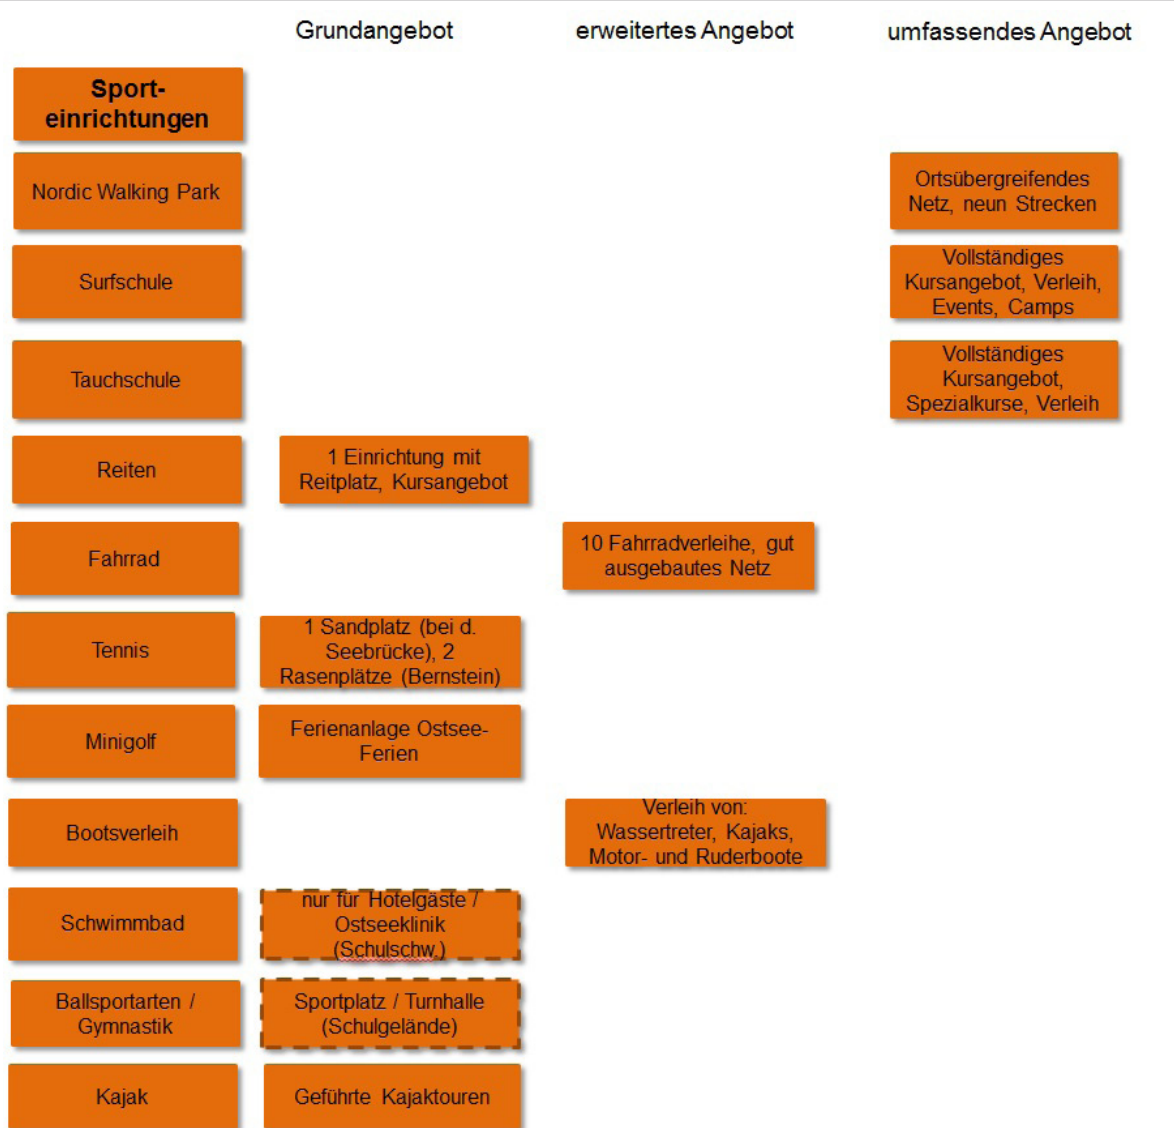 Grundangebot
erweitertes Angebot
umfassendes Angebot
Sport-
einrichtungen
Nordic Walking Park
Ortsübergreifendes
Netz, neun Strecken
Surfschule
Vollständiges
Kursangebot, Verleih,
Events, Camps
Tauchschule
Vollständiges
Kursangebot,
Spezialkurse, Verleih
Reiten
1 Einrichtung mit
Reitplatz, Kursangebot
Fahrrad
10 Fahrradverleihe, gut
ausgebautes Netz
Tennis
1 Sandplatz (bei d.
Seebrücke), 2
Rasenplätze (Bernstein)
Minigolf
Ferienanlage Ostsee-
Ferien
Bootsverleih
Verleih von:
Wassertreter, Kajaks,
Motor- und Ruderboote
Schwimmbad
nur für Hotelgäste /
Ostseeklinik
(Schulschw.)
Ballsportarten /
Gymnastik
Sportplatz / Turnhalle
(Schulgelände)
Kajak
Geführte Kajaktouren